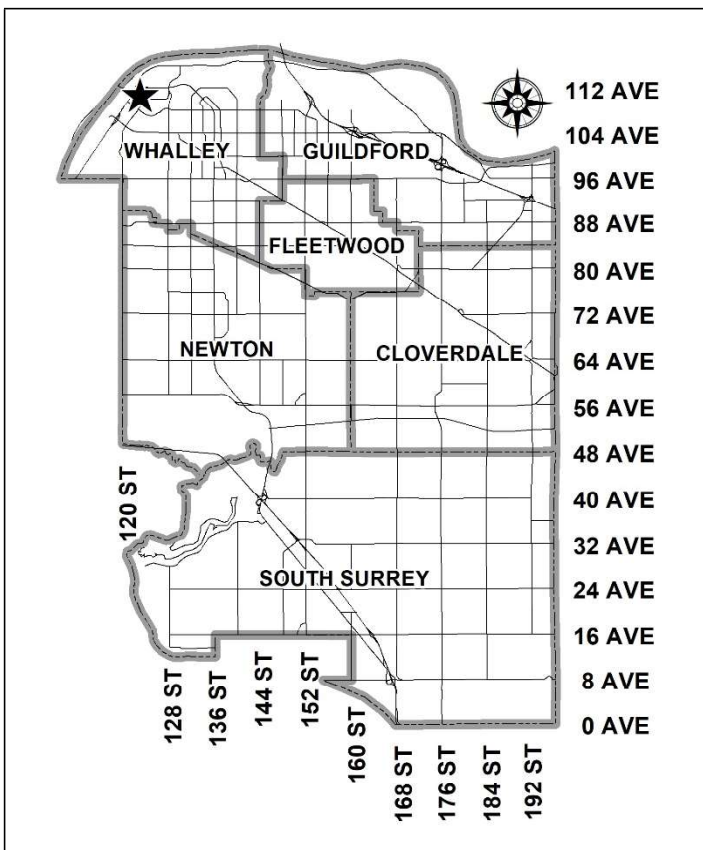 112 AVE
104 AVE
WHALLEY
GUILDFORD
96 AVE
88 AVE
FLEETWOOD
80 AVE
72 AVE
NEWTON
CLOVERDALE
64 AVE
56 AVE
48 AVE
120 ST
40 AVE
32 AVE
SOUTH SURREY
24 AVE
16 AVE
128 ST
136 ST
144 ST
152 ST
8 AVE
160 ST
0 AVE
168 ST
176 ST
184 ST
192 ST